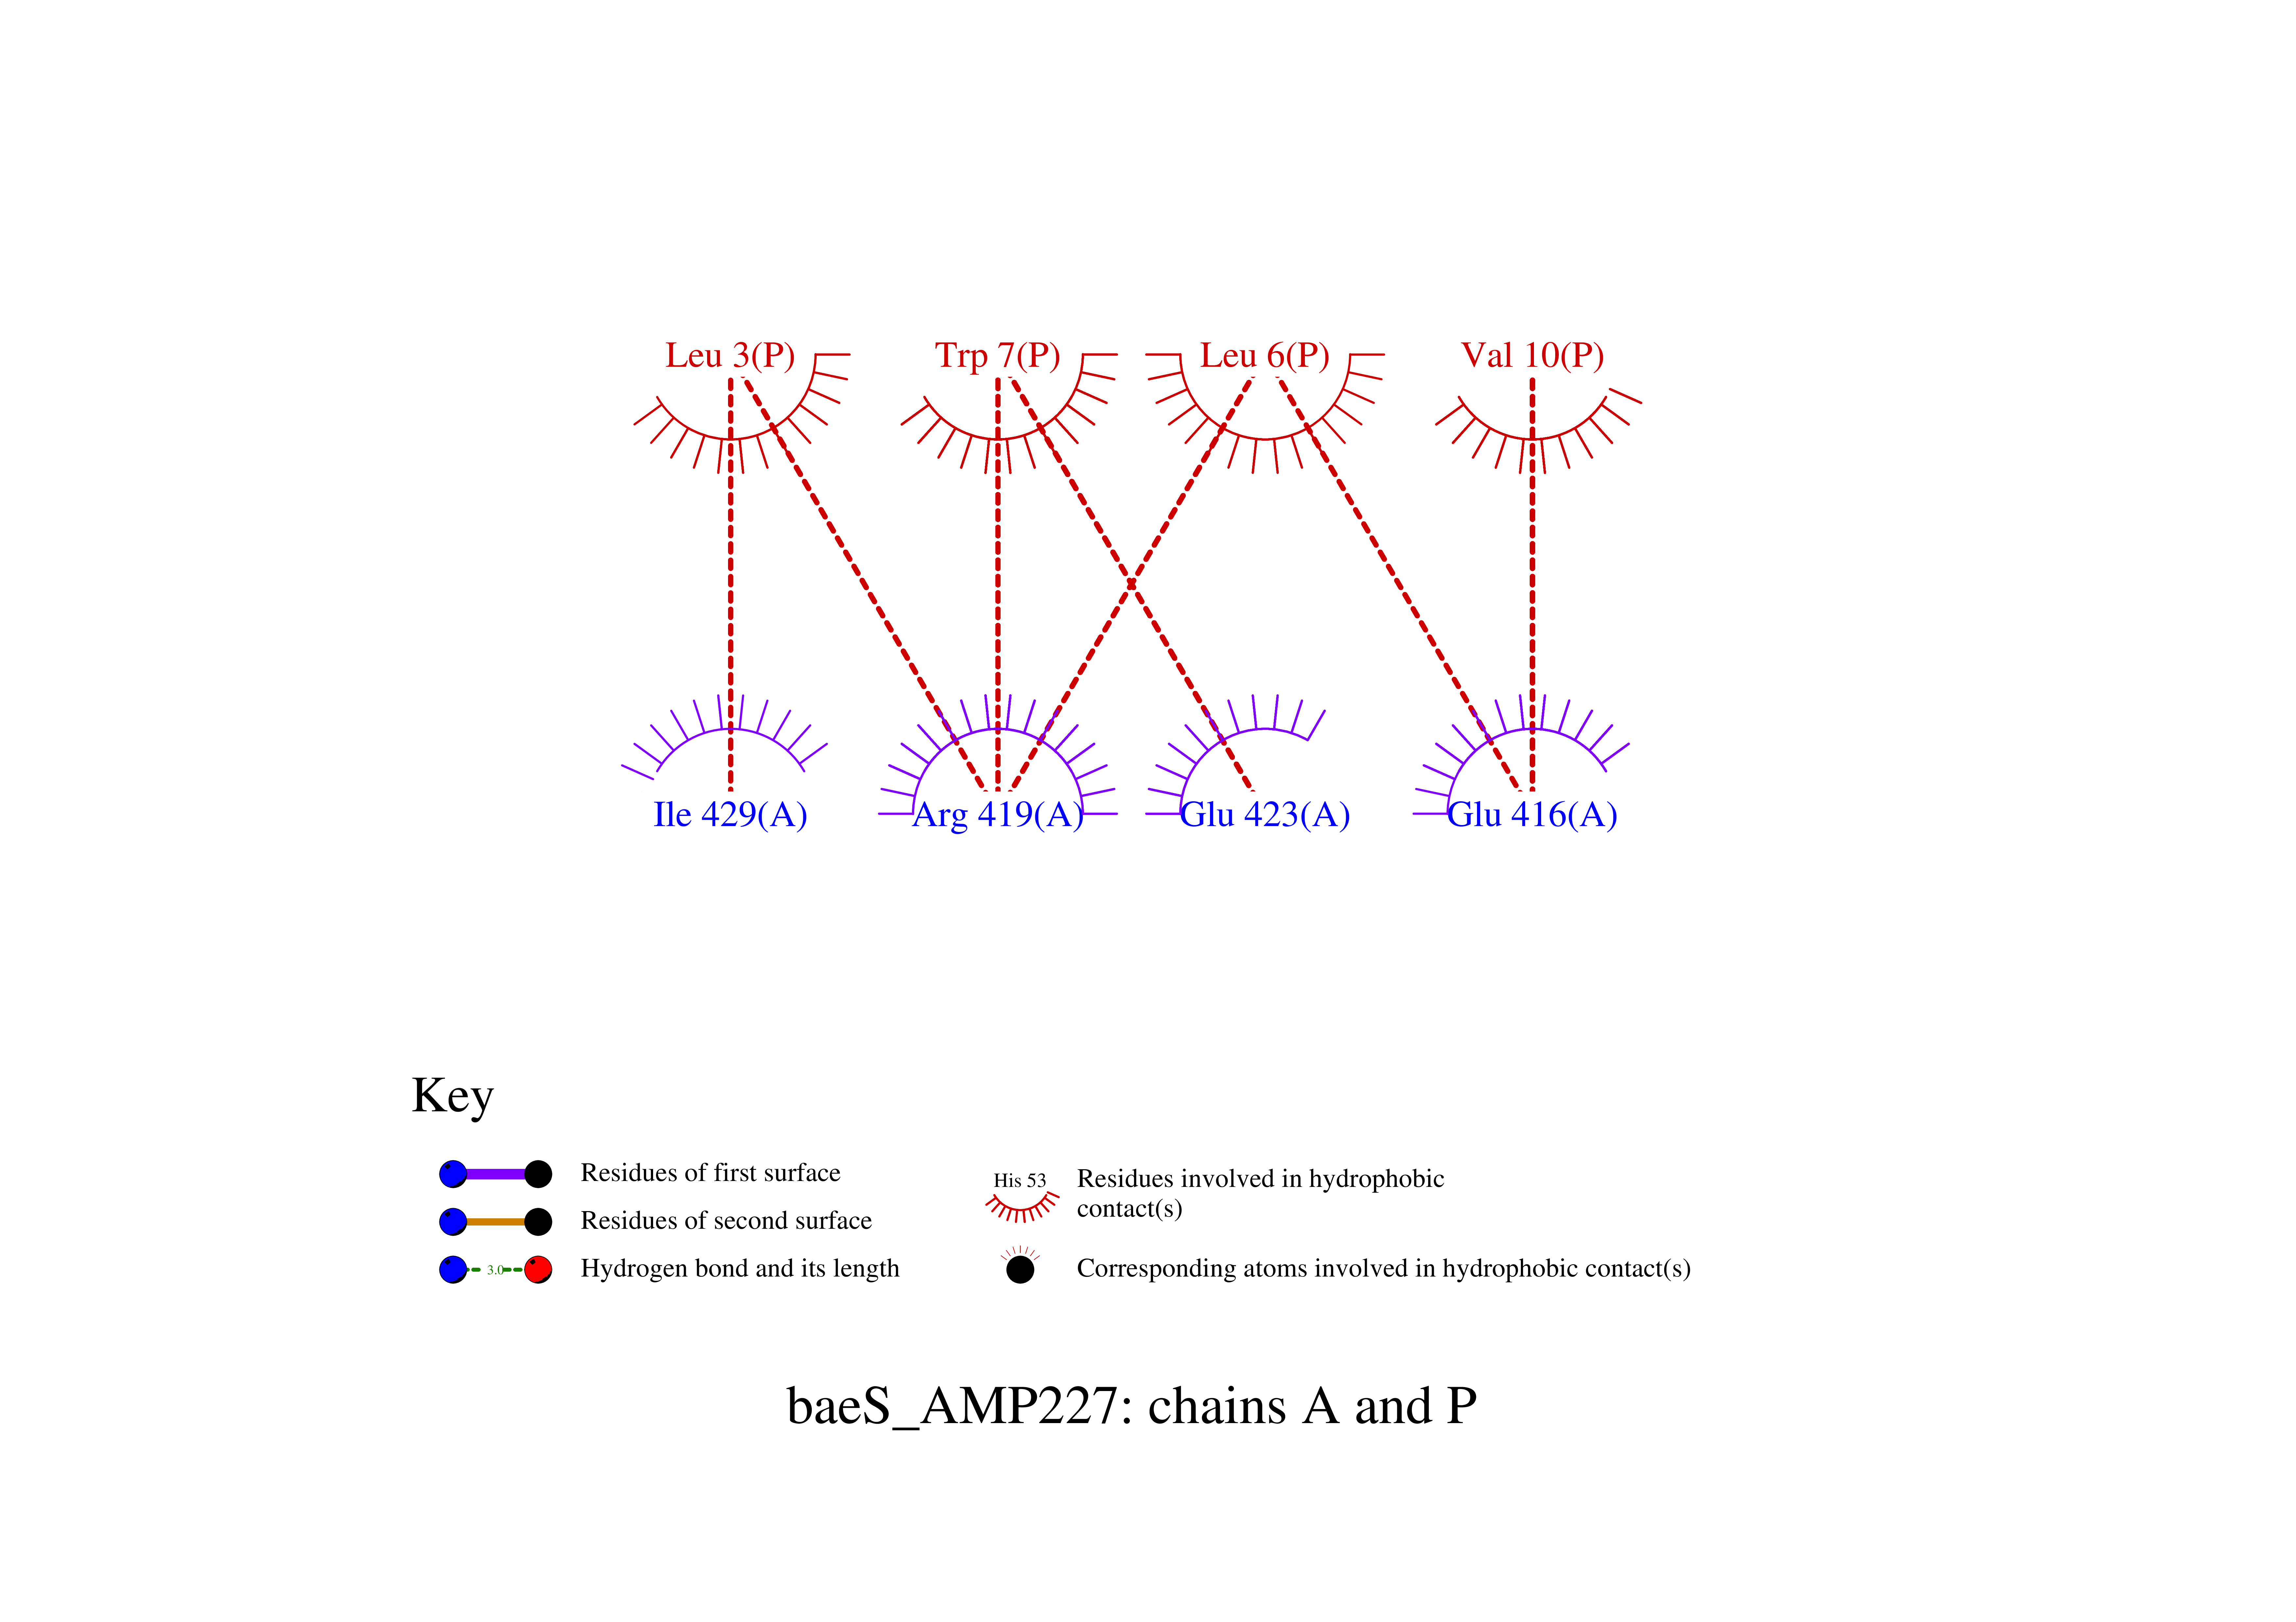 Leu 3(P) Trp 7(P) Leu 6(P) Val 10(P)
Ile 429(A) Arg 419(A) Glu 423(A) Glu 416(A)
Key
Residues of first surface
Residues of second surface
3.0 Hydrogen bond and its length
His 53 Residues involved in hydrophobic
contact(s)
Corresponding atoms involved in hydrophobic contact(s)
baeS_AMP227: chains A and P